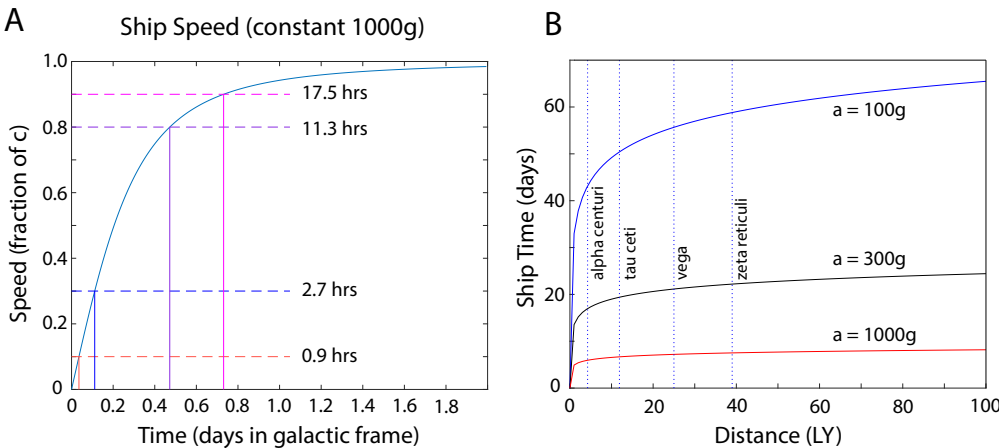 A
Ship Speed (constant 1000g)
1.0
0.8
0.6
0.4
0.2
0
17.5 hrs
11.3 hrs
2.7 hrs
0.9 hrs
Speed (fraction of c)
0 0.2 0.4 0.6 0.8 1.0 1.2 1.4 1.6 1.8
Time (days in galactic frame)
B
60
40
20
0
Ship Time (days)
a = 100g
a = 300g
a = 1000g
alpha centuri
tau ceti
vega
zeta reticuli
0 20 40 60 80 100
Distance (LY)